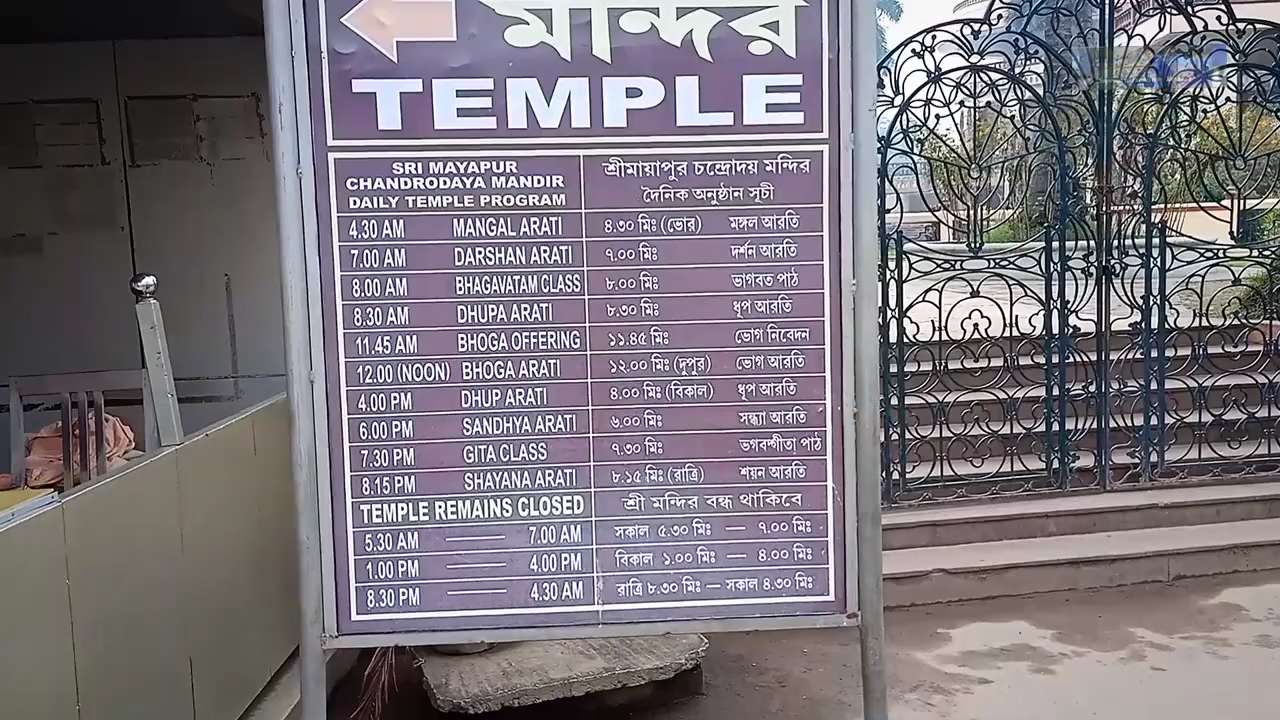 মন্দির
TEMPLE
SRI MAYAPUR
CHANDRODAYA MANDIR
DAILY TEMPLE PROGRAM
শ্রীমায়াপুর চন্দ্রোদয় মন্দির
দৈনিক অনুষ্ঠান সূচী
4.30 AM MANGAL ARATI ৪.৩০ মিঃ (ভোর) মঙ্গল আরতি
7.00 AM DARSHAN ARATI ৭.০০ মিঃ দর্শন আরতি
8.00 AM BHAGAVATAM CLASS ৮.০০ মিঃ ভাগবত পাঠ
8.30 AM DHUPA ARATI ৮.৩০ মিঃ ধূপ আরতি
11.45 AM BHOGA OFFERING ১১.৪৫ মিঃ ভোগ নিবেদন
12.00 (NOON) BHOGA ARATI ১২.০০ মিঃ (দুপুর) ভোগ আরতি
4.00 PM DHUP ARATI ৪.০০ মিঃ (বিকাল) ধূপ আরতি
6.00 PM SANDHYA ARATI ৬.০০ মিঃ সন্ধ্যা আরতি
7.30 PM GITA CLASS ৭.৩০ মিঃ ভগবদ্গীতা পাঠ
8.15 PM SHAYANA ARATI ৮.১৫ মিঃ (রাত্রি) শয়ন আরতি
TEMPLE REMAINS CLOSED শ্রী মন্দির বন্ধ থাকিবে
5.30 AM — 7.00 AM সকাল ৫.৩০ মিঃ — ৭.০০ মিঃ
1.00 PM — 4.00 PM বিকাল ১.০০ মিঃ — ৪.০০ মিঃ
8.30 PM — 4.30 AM রাত্রি ৮.৩০ মিঃ — সকাল ৪.৩০ মিঃ